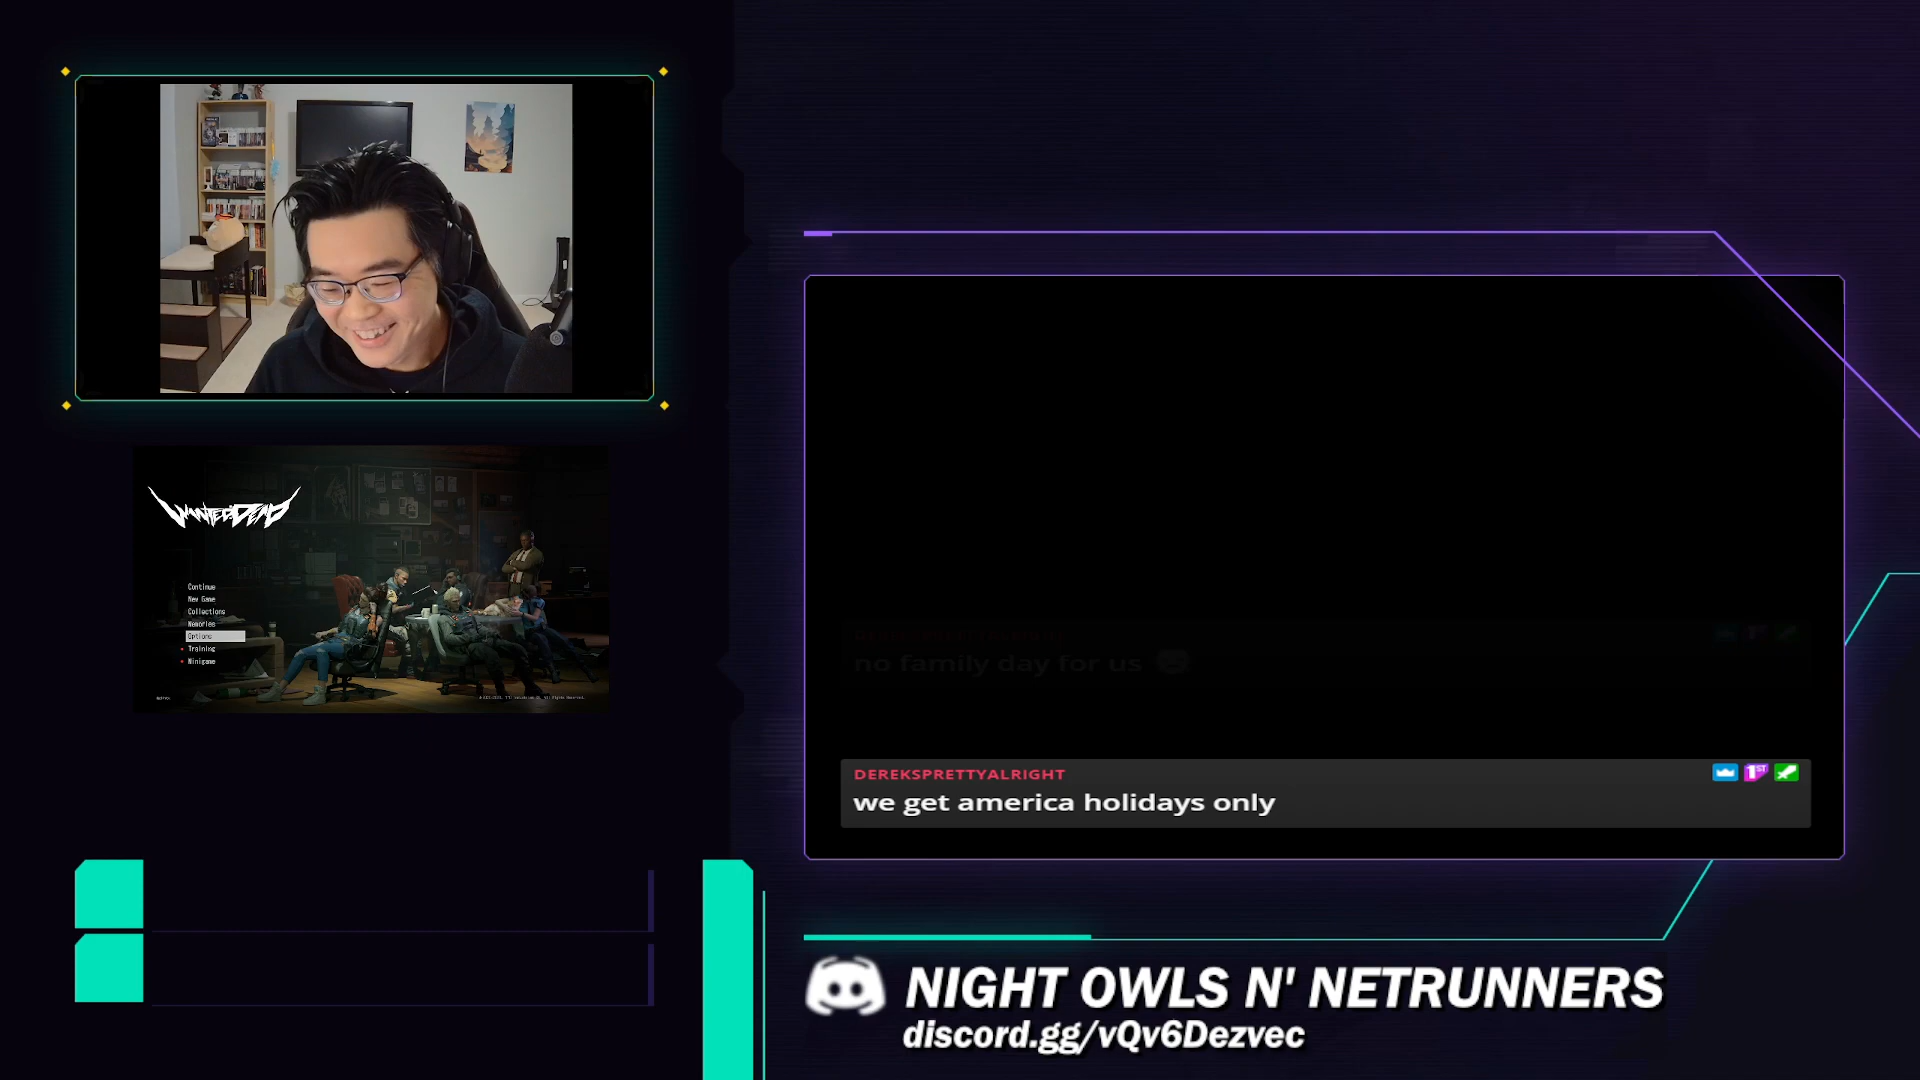 WANTED: DEAD
Continue
New Game
Collections
Memories
Options
Training
Minigame
no family day for us
DEREKSPRETTYALRIGHT
1ST
we get america holidays only
NIGHT OWLS N' NETRUNNERS
discord.gg/vQv6Dezvec